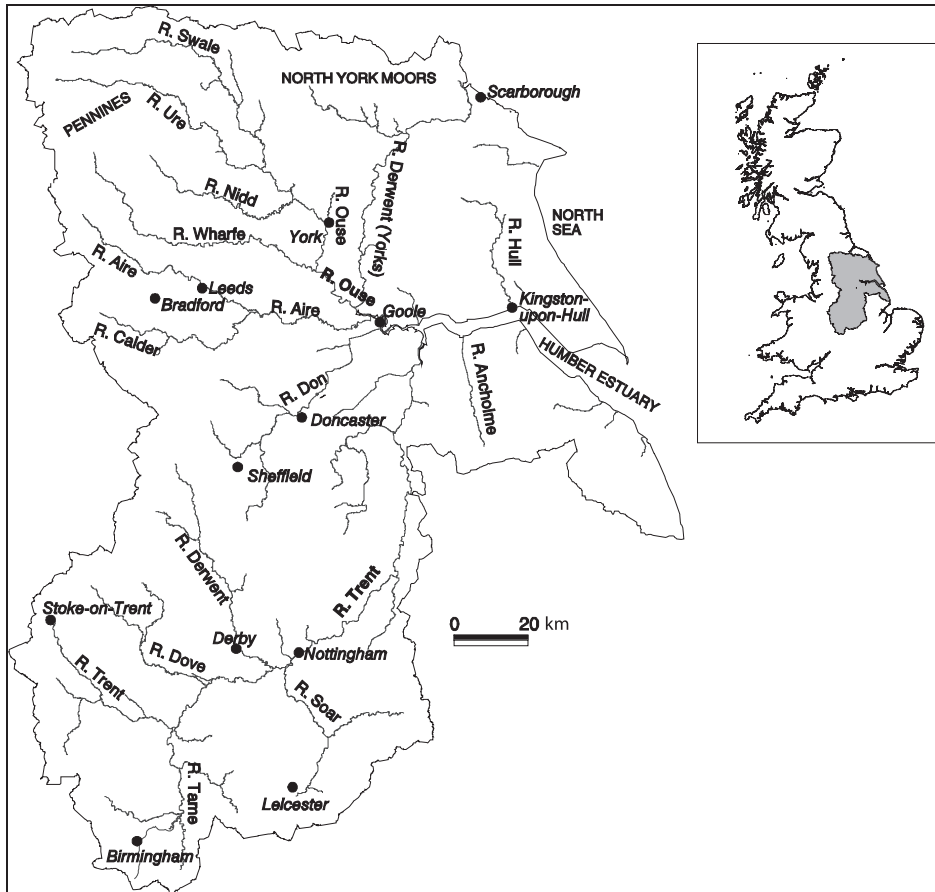 R. Swale
NORTH YORK MOORS
Scarborough
PENNINES
R. Ure
R. Derwent (Yorks)
R. Nidd
R. Ouse
York
R. Wharfe
NORTH
SEA
R. Hull
R. Aire
Leeds
Bradford
R. Ouse
Goole
R. Aire
Kingston-
upon-Hull
R. Calder
HUMBER ESTUARY
R. Ancholme
R. Don
Doncaster
Sheffield
R. Derwent
R. Trent
Stoke-on-Trent
0 20 km
Derby
Nottingham
R. Dove
R. Trent
R. Soar
R. Tame
Leicester
Birmingham